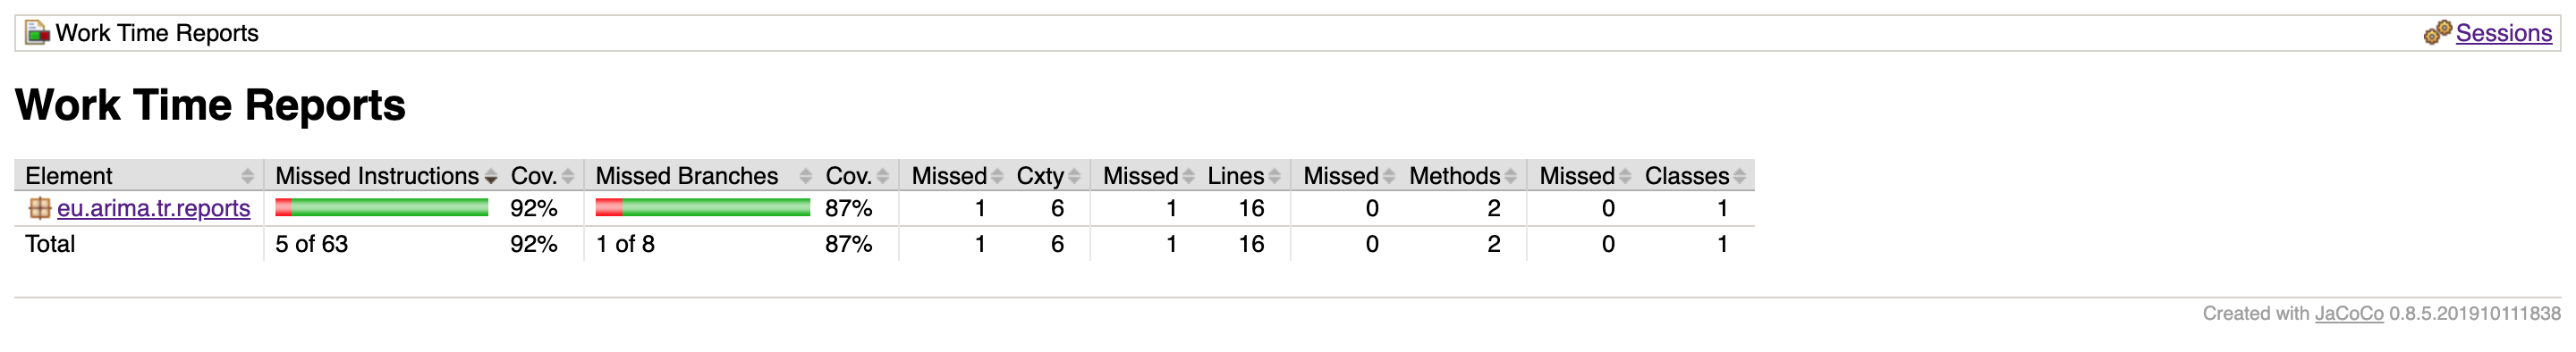 Work Time Reports Sessions
Work Time Reports
Element Missed Instructions Cov. Missed Branches Cov. Missed Cxty Missed Lines Missed Methods Missed Classes
eu.arima.tr.reports 92% 87% 1 6 1 16 0 2 0 1
Total 5 of 63 92% 1 of 8 87% 1 6 1 16 0 2 0 1
Created with JaCoCo 0.8.5.201910111838